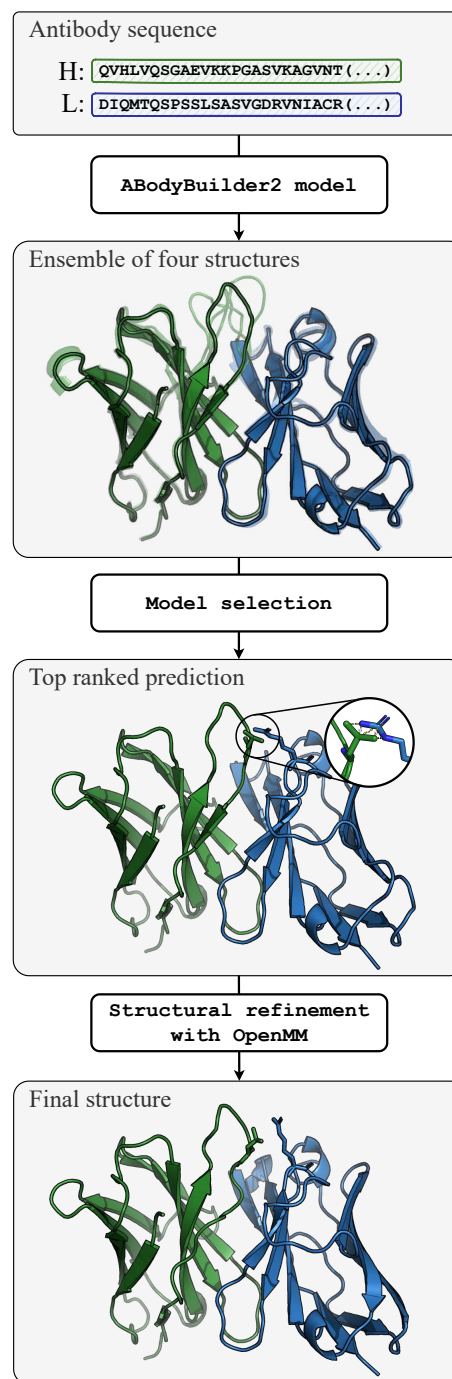 Antibody sequence
H: QVHLVQSGAEVKKPGASVKAGVNT(...)
L: DIQMTQSPSSLSASVGDRVNIACR(...)
ABodyBuilder2 model
Ensemble of four structures
Model selection
Top ranked prediction
Structural refinement
with OpenMM
Final structure